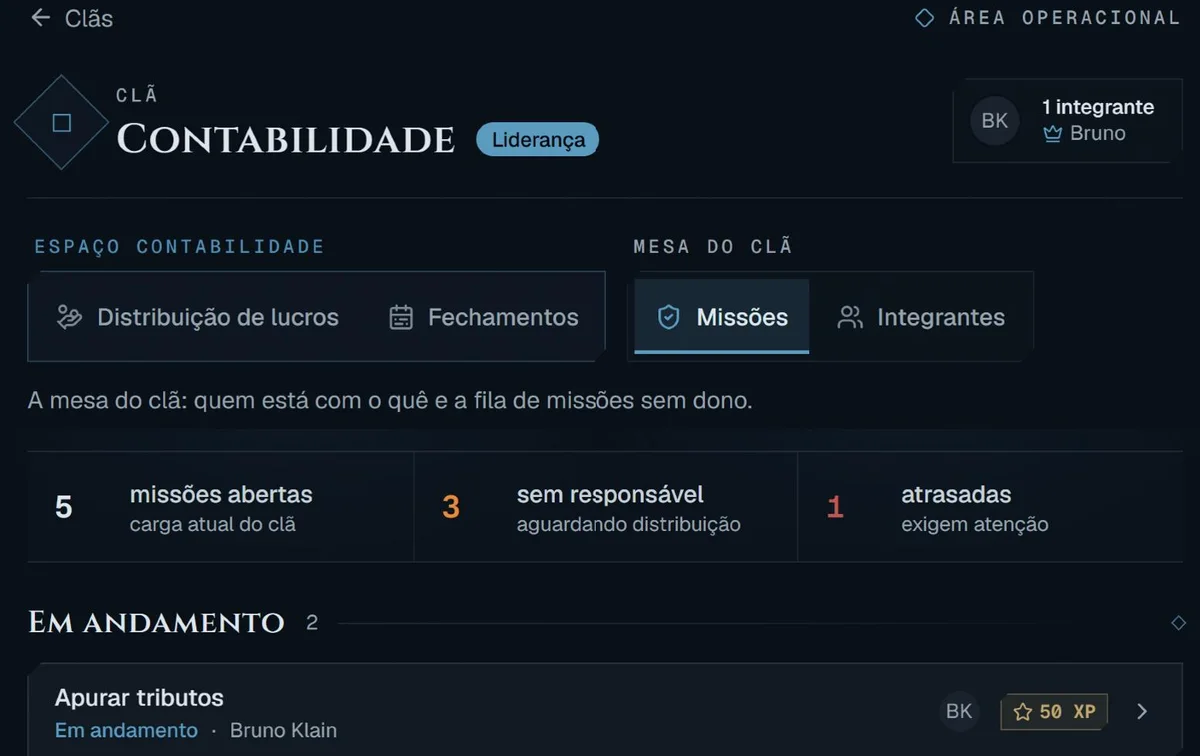 Clãs
ÁREA OPERACIONAL
CLÃ
CONTABILIDADE
Liderança
BK
1 integrante
Bruno
ESPAÇO CONTABILIDADE
MESA DO CLÃ
Distribuição de lucros
Fechamentos
Missões
Integrantes
A mesa do clã: quem está com o quê e a fila de missões sem dono.
5
missões abertas
carga atual do clã
3
sem responsável
aguardando distribuição
1
atrasadas
exigem atenção
EM ANDAMENTO 2
Apurar tributos
Em andamento · Bruno Klain
BK
50 XP